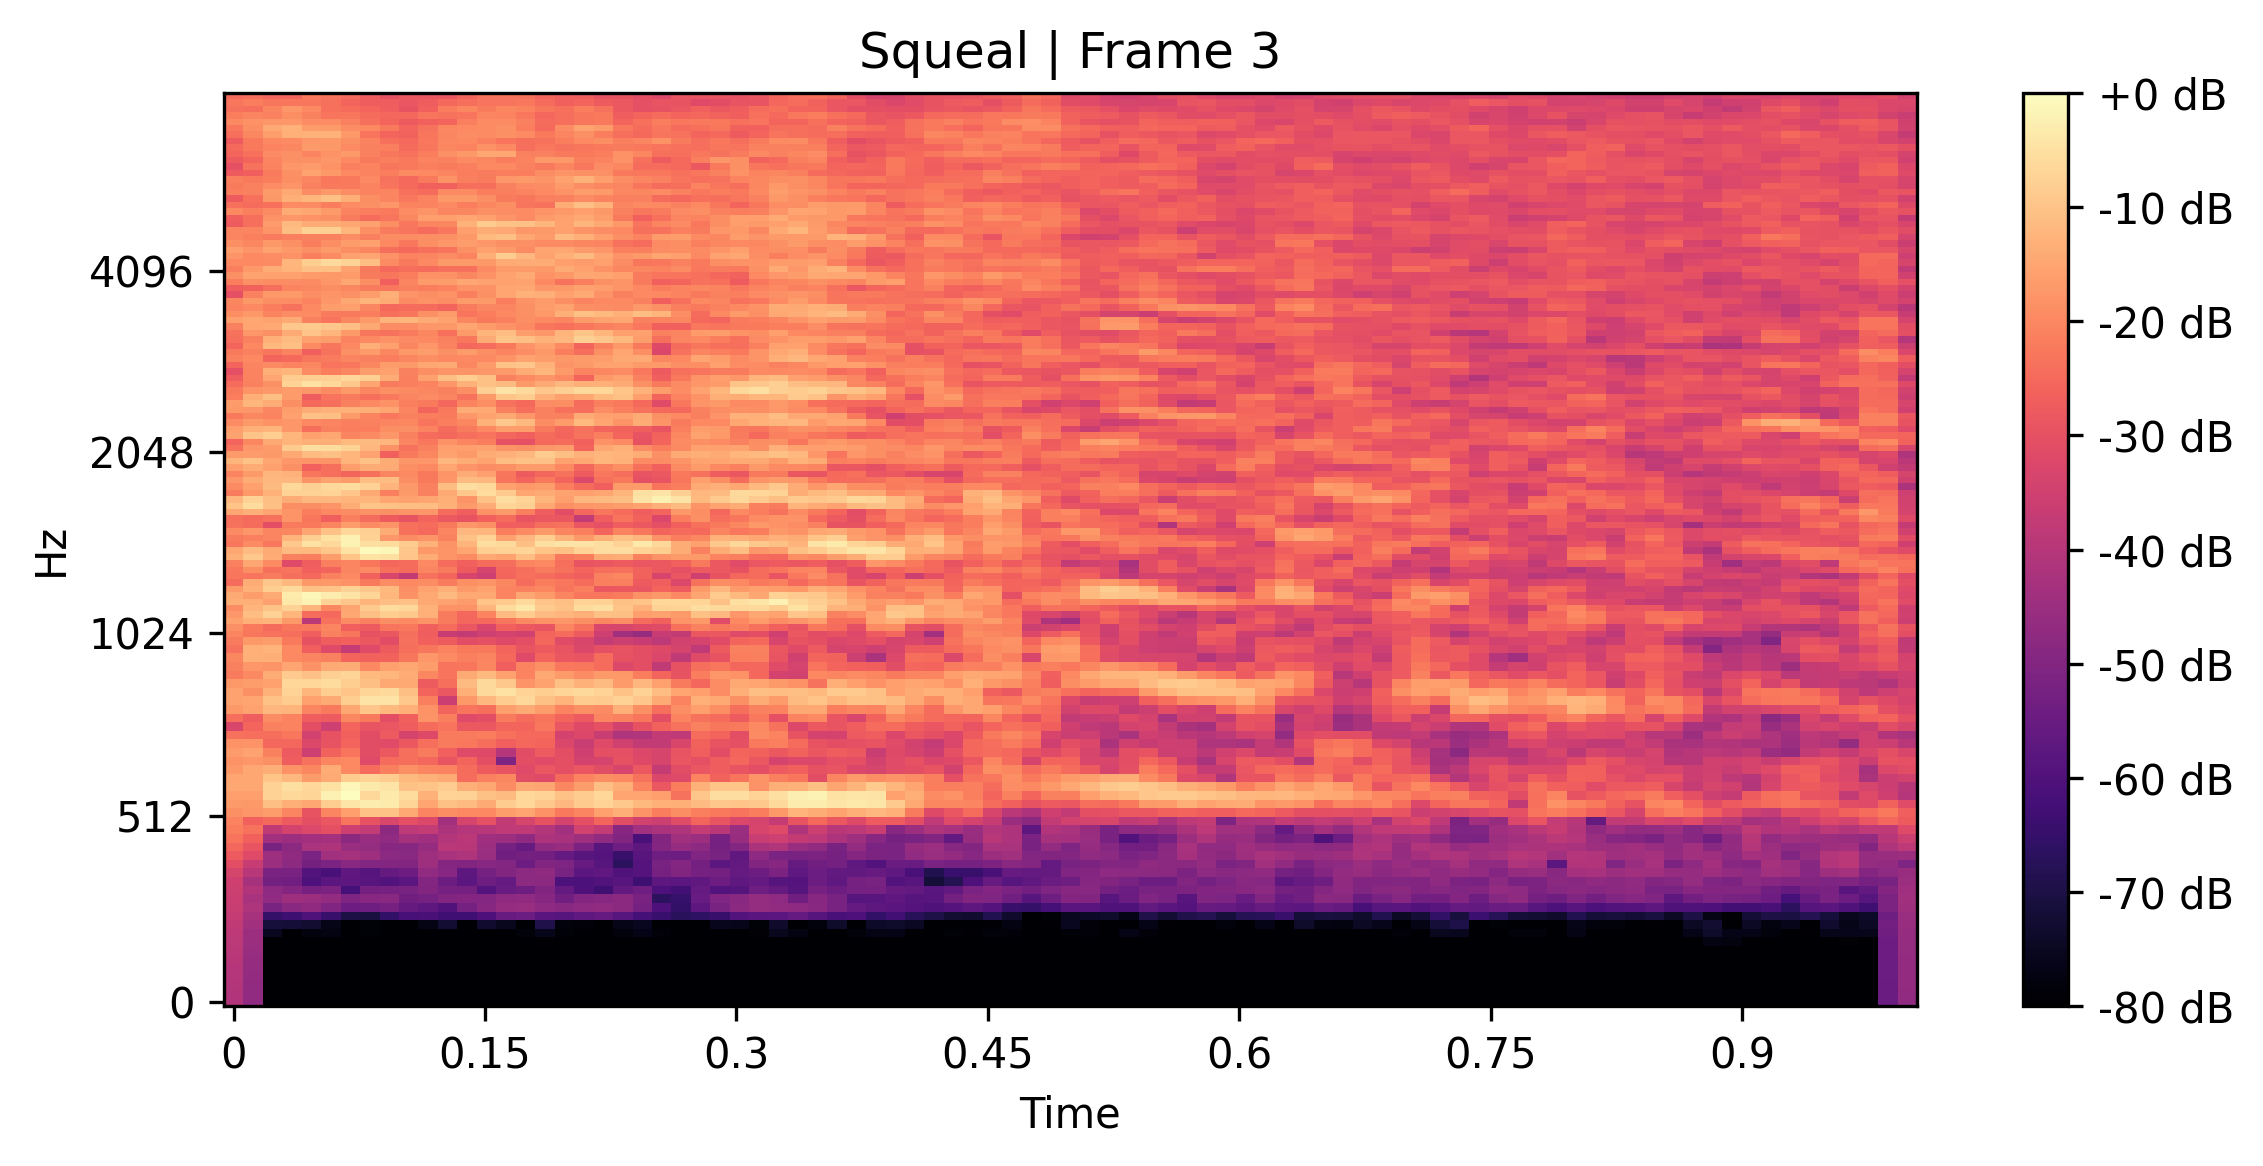 Squeal | Frame 3
+0 dB
-10 dB
-20 dB
-30 dB
-40 dB
-50 dB
-60 dB
-70 dB
-80 dB
Hz
4096
2048
1024
512
0
0 0.15 0.3 0.45 0.6 0.75 0.9
Time